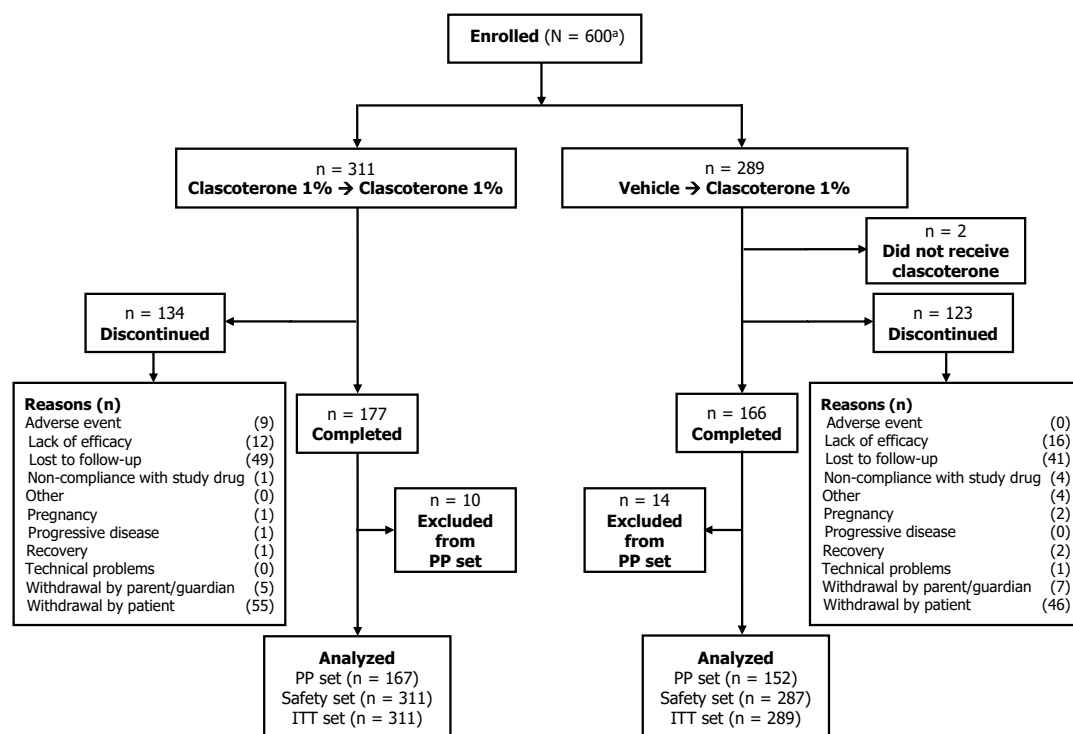 Enrolled (N = 600ᵃ)
n = 311
Clascoterone 1% → Clascoterone 1%
n = 289
Vehicle → Clascoterone 1%
n = 2
Did not receive
clascoterone
n = 134
Discontinued
n = 123
Discontinued
Reasons (n)
Adverse event (9)
Lack of efficacy (12)
Lost to follow-up (49)
Non-compliance with study drug (1)
Other (0)
Pregnancy (1)
Progressive disease (1)
Recovery (1)
Technical problems (0)
Withdrawal by parent/guardian (5)
Withdrawal by patient (55)
n = 177
Completed
n = 166
Completed
Reasons (n)
Adverse event (0)
Lack of efficacy (16)
Lost to follow-up (41)
Non-compliance with study drug (4)
Other (4)
Pregnancy (2)
Progressive disease (0)
Recovery (2)
Technical problems (1)
Withdrawal by parent/guardian (7)
Withdrawal by patient (46)
n = 10
Excluded
from
PP set
n = 14
Excluded
from
PP set
Analyzed
PP set (n = 167)
Safety set (n = 311)
ITT set (n = 311)
Analyzed
PP set (n = 152)
Safety set (n = 287)
ITT set (n = 289)